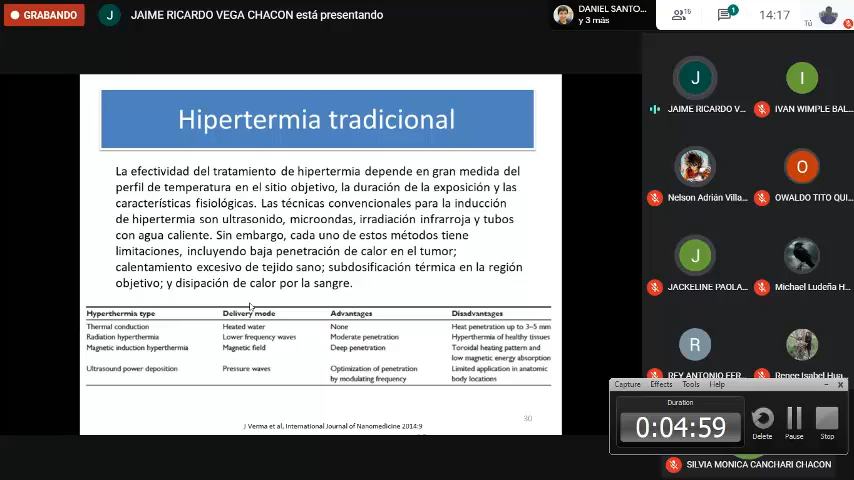 GRABANDO
J
JAIME RICARDO VEGA CHACON está presentando
DANIEL SANTO...
y 3 más
1
14:17
Tú
Hipertermia tradicional
La efectividad del tratamiento de hipertermia depende en gran medida del
perfil de temperatura en el sitio objetivo, la duración de la exposición y las
características fisiológicas. Las técnicas convencionales para la inducción
de hipertermia son ultrasonido, microondas, irradiación infrarroja y tubos
con agua caliente. Sin embargo, cada uno de estos métodos tiene
limitaciones, incluyendo baja penetración de calor en el tumor;
calentamiento excesivo de tejido sano; subdosificación térmica en la región
objetivo; y disipación de calor por la sangre.
Hyperthermia type Delivery mode Advantages Disadvantages
Thermal conduction Heated water None Heat penetration up to 3–5 mm
Radiation hyperthermia Lower frequency waves Moderate penetration Hyperthermia of healthy tissues
Magnetic induction hyperthermia Magnetic field Deep penetration Toroidal heating pattern and
low magnetic energy absorption
Ultrasound power deposition Pressure waves Optimization of penetration Limited application in anatomic
by modulating frequency body locations
30
J Verma et al, International Journal of Nanomedicine 2014:9
J
JAIME RICARDO V...
I
IVAN WIMPLE BAL...
Nelson Adrián Villa...
O
OWALDO TITO QUI...
J
JACKELINE PAOLA...
Michael Ludeña H...
R
REY ANTONIO FER...
Renee Isabel Hua...
Capture Effects Tools Help
Duration
0:04:59
Delete Pause Stop
SILVIA MONICA CANCHARI CHACON